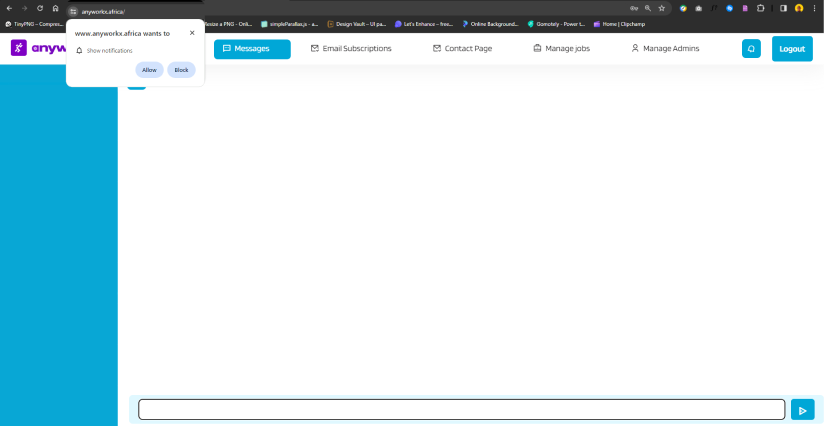 anyworkx.africa/
TinyPNG – Compres...
Resize a PNG - Onli...
simpleParallax.js - a...
Design Vault – UI pa...
Let's Enhance – free...
Online Background...
Gomotely - Power t...
Home | Clipchamp
www.anyworkx.africa wants to
Show notifications
Allow
Block
anyw
Messages
Email Subscriptions
Contact Page
Manage jobs
Manage Admins
Logout